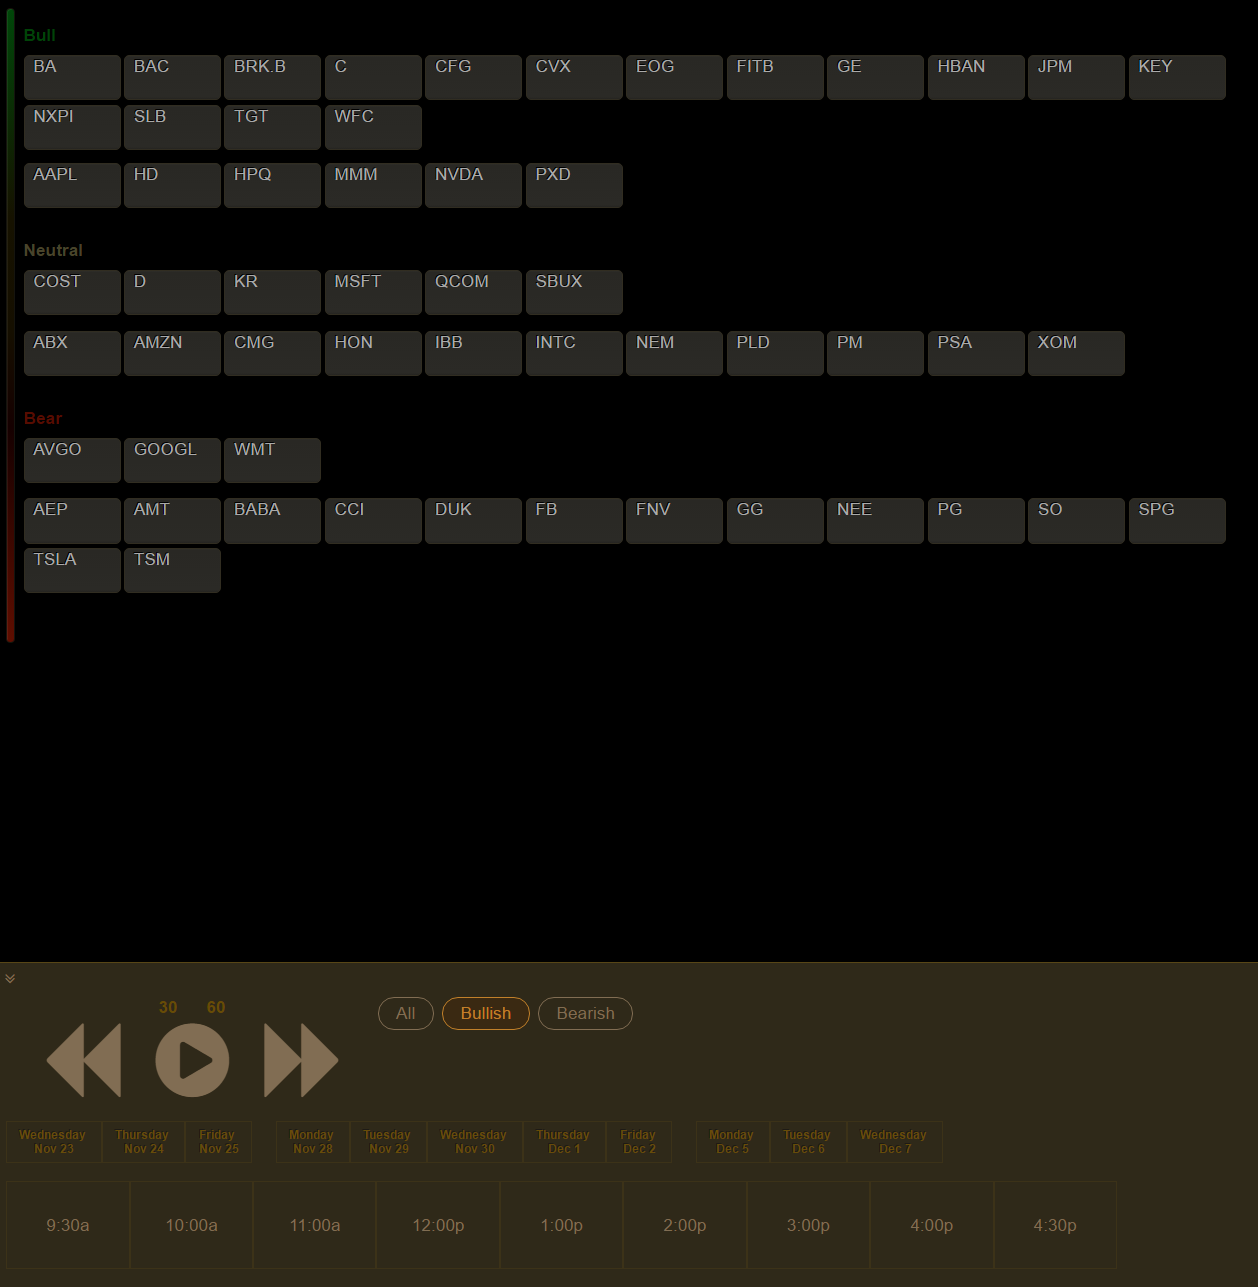 Bull
BA BAC BRK.B C CFG CVX EOG FITB GE HBAN JPM KEY
NXPI SLB TGT WFC
AAPL HD HPQ MMM NVDA PXD
Neutral
COST D KR MSFT QCOM SBUX
ABX AMZN CMG HON IBB INTC NEM PLD PM PSA XOM
Bear
AVGO GOOGL WMT
AEP AMT BABA CCI DUK FB FNV GG NEE PG SO SPG
TSLA TSM
30 60
All Bullish Bearish
Wednesday Thursday Friday Monday Tuesday Wednesday Thursday Friday Monday Tuesday Wednesday
Nov 23 Nov 24 Nov 25 Nov 28 Nov 29 Nov 30 Dec 1 Dec 2 Dec 5 Dec 6 Dec 7
9:30a 10:00a 11:00a 12:00p 1:00p 2:00p 3:00p 4:00p 4:30p